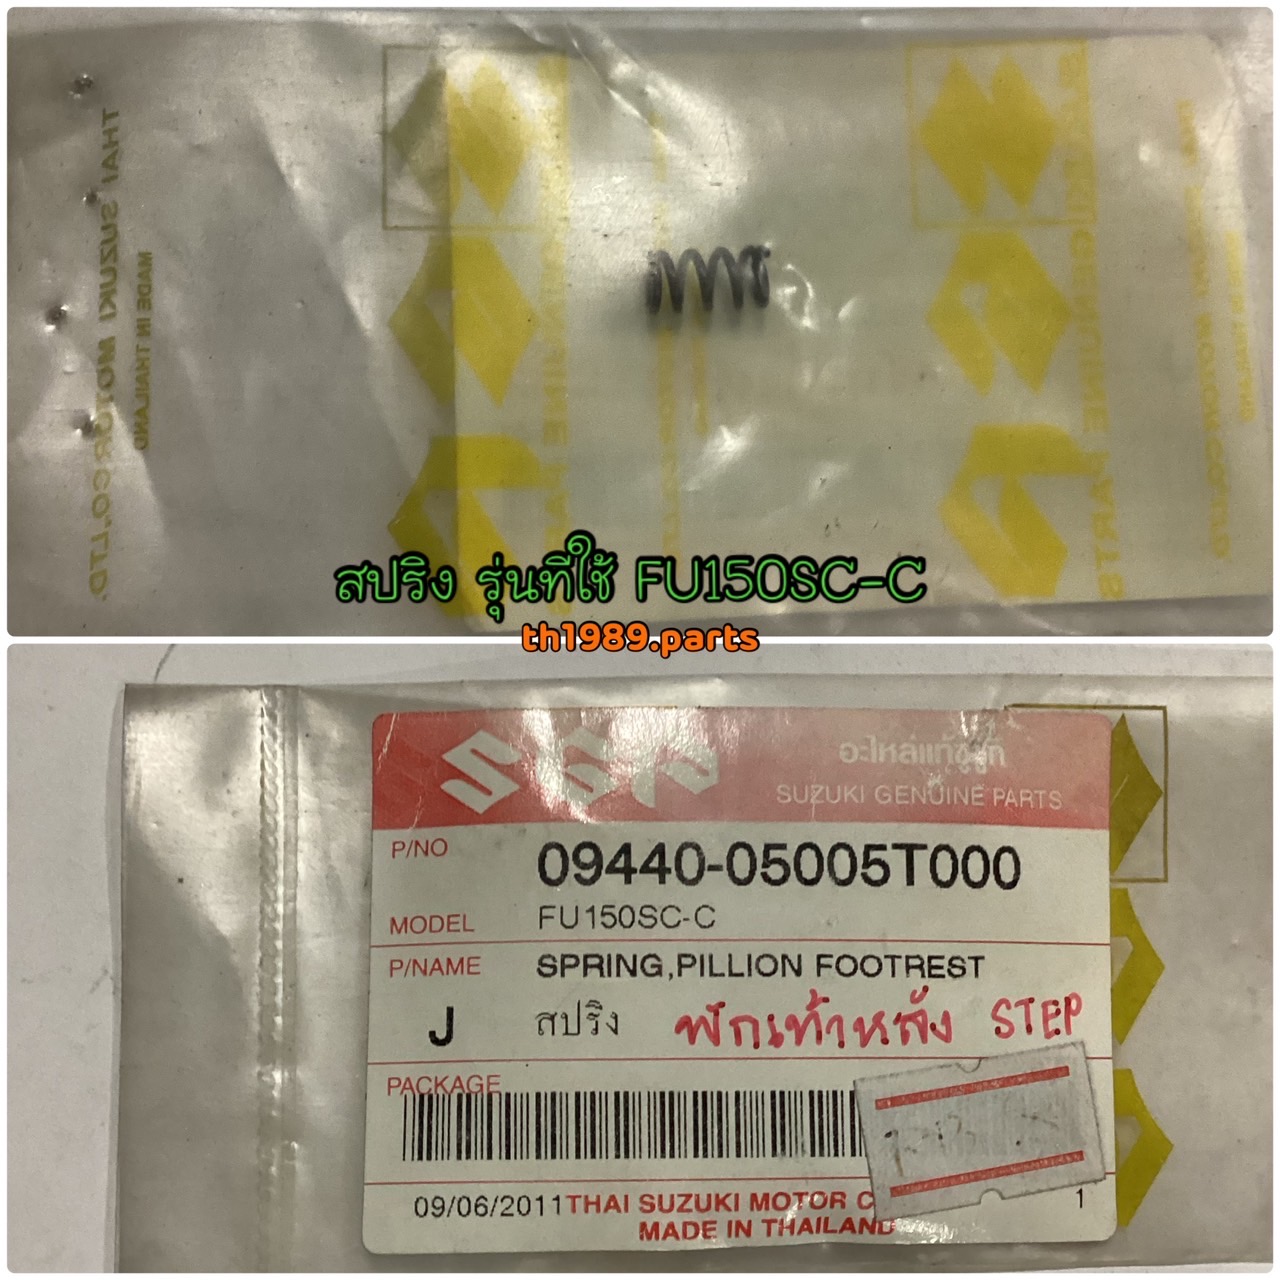 THAI SUZUKI MOTOR CO.,LTD.
MADE IN THAILAND
สปริง รุ่นที่ใช้ FU150SC-C
th1989.parts
SGP
อะไหล่แท้ซูซูกิ
SUZUKI GENUINE PARTS
P/NO 09440-05005T000
MODEL FU150SC-C
P/NAME SPRING,PILLION FOOTREST
J สปริง พักเท้าหลัง STEP
PACKAGE
09/06/2011 THAI SUZUKI MOTOR C 1
MADE IN THAILAND